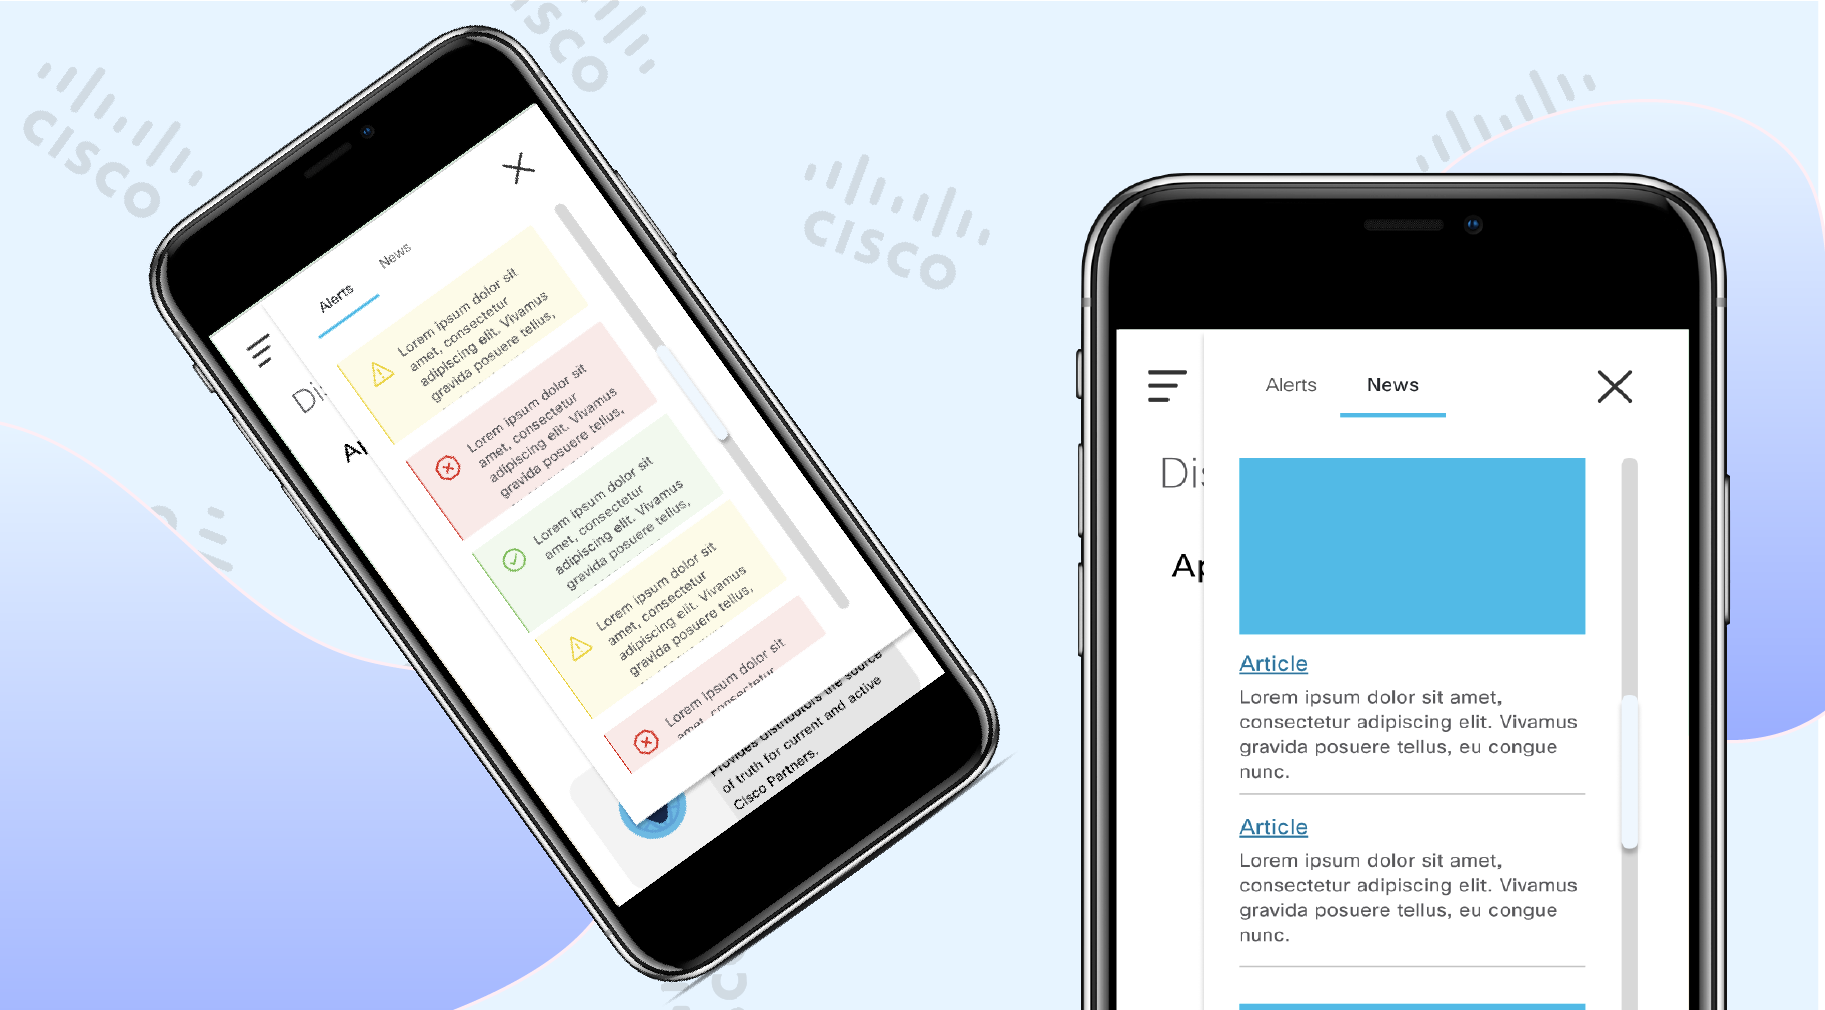 CISCO
CISCO
CISCO
Alerts
News
Lorem ipsum dolor sit
amet, consectetur
adipiscing elit. Vivamus
gravida posuere tellus,
Lorem ipsum dolor sit
amet, consectetur
adipiscing elit. Vivamus
gravida posuere tellus,
Lorem ipsum dolor sit
amet, consectetur
adipiscing elit. Vivamus
gravida posuere tellus,
Lorem ipsum dolor sit
amet, consectetur
adipiscing elit. Vivamus
gravida posuere tellus,
Lorem ipsum dolor sit
amet, consectetur
Provides distributors the source
of truth for current and active
Cisco Partners.
Dis
Ap
Alerts
News
Dis
Ap
Article
Lorem ipsum dolor sit amet,
consectetur adipiscing elit. Vivamus
gravida posuere tellus, eu congue
nunc.
Article
Lorem ipsum dolor sit amet,
consectetur adipiscing elit. Vivamus
gravida posuere tellus, eu congue
nunc.